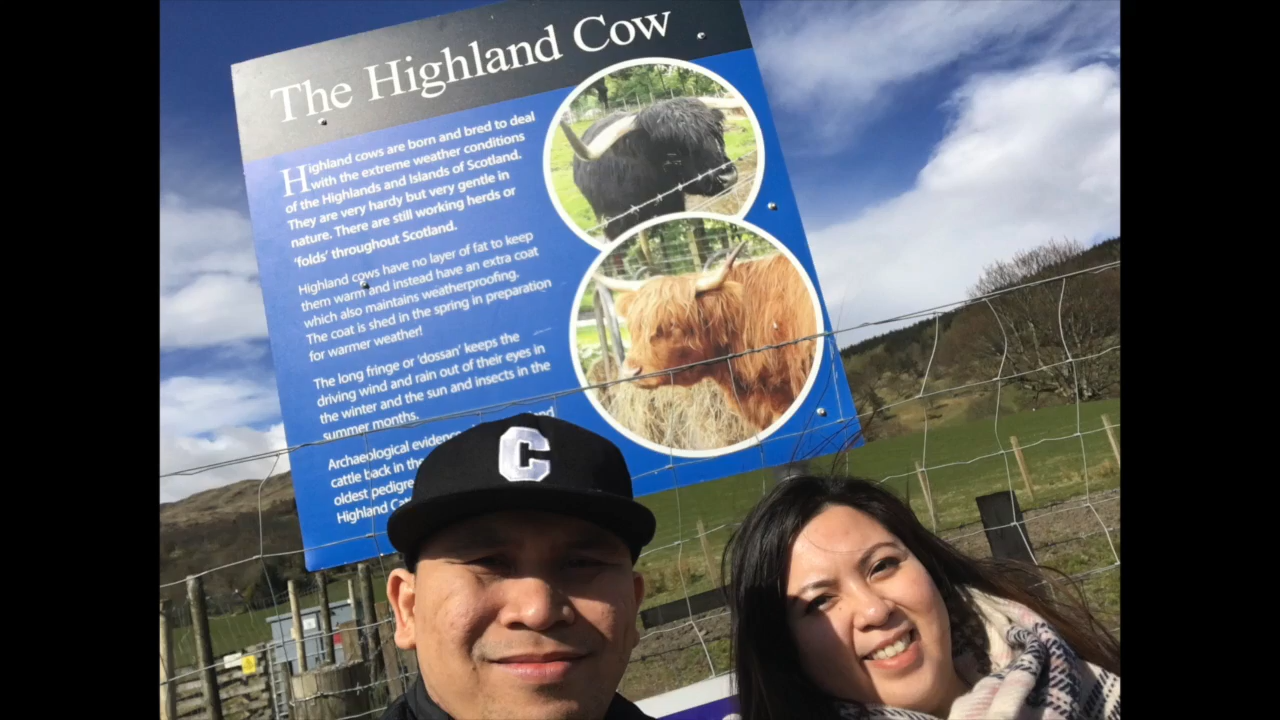 The Highland Cow
Highland cows are born and bred to deal
with the extreme weather conditions
of the Highlands and Islands of Scotland.
They are very hardy but very gentle in
nature. There are still working herds or
'folds' throughout Scotland.
Highland cows have no layer of fat to keep
them warm and instead have an extra coat
which also maintains weatherproofing.
The coat is shed in the spring in preparation
for warmer weather!
The long fringe or 'dossan' keeps the
driving wind and rain out of their eyes in
the winter and the sun and insects in the
summer months.
Archaeological evidence
cattle back in the
oldest pedigre
Highland Ca
C